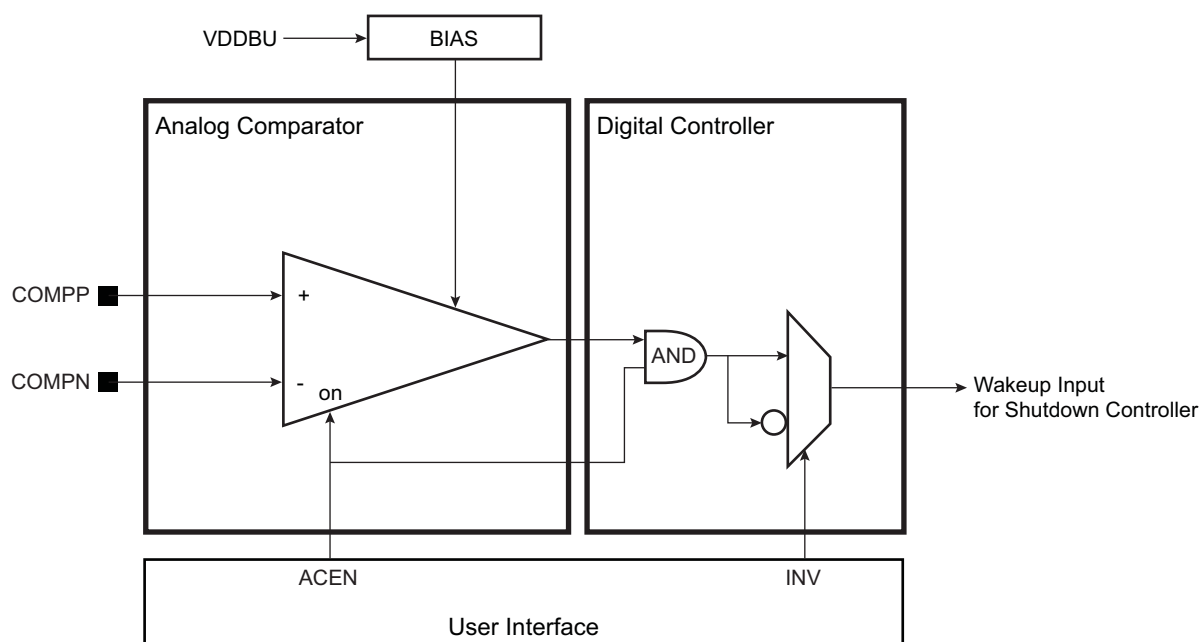 VDDBU
BIAS
Analog Comparator
Digital Controller
COMPP
+
COMPN
-
on
AND
Wakeup Input
for Shutdown Controller
ACEN
INV
User Interface